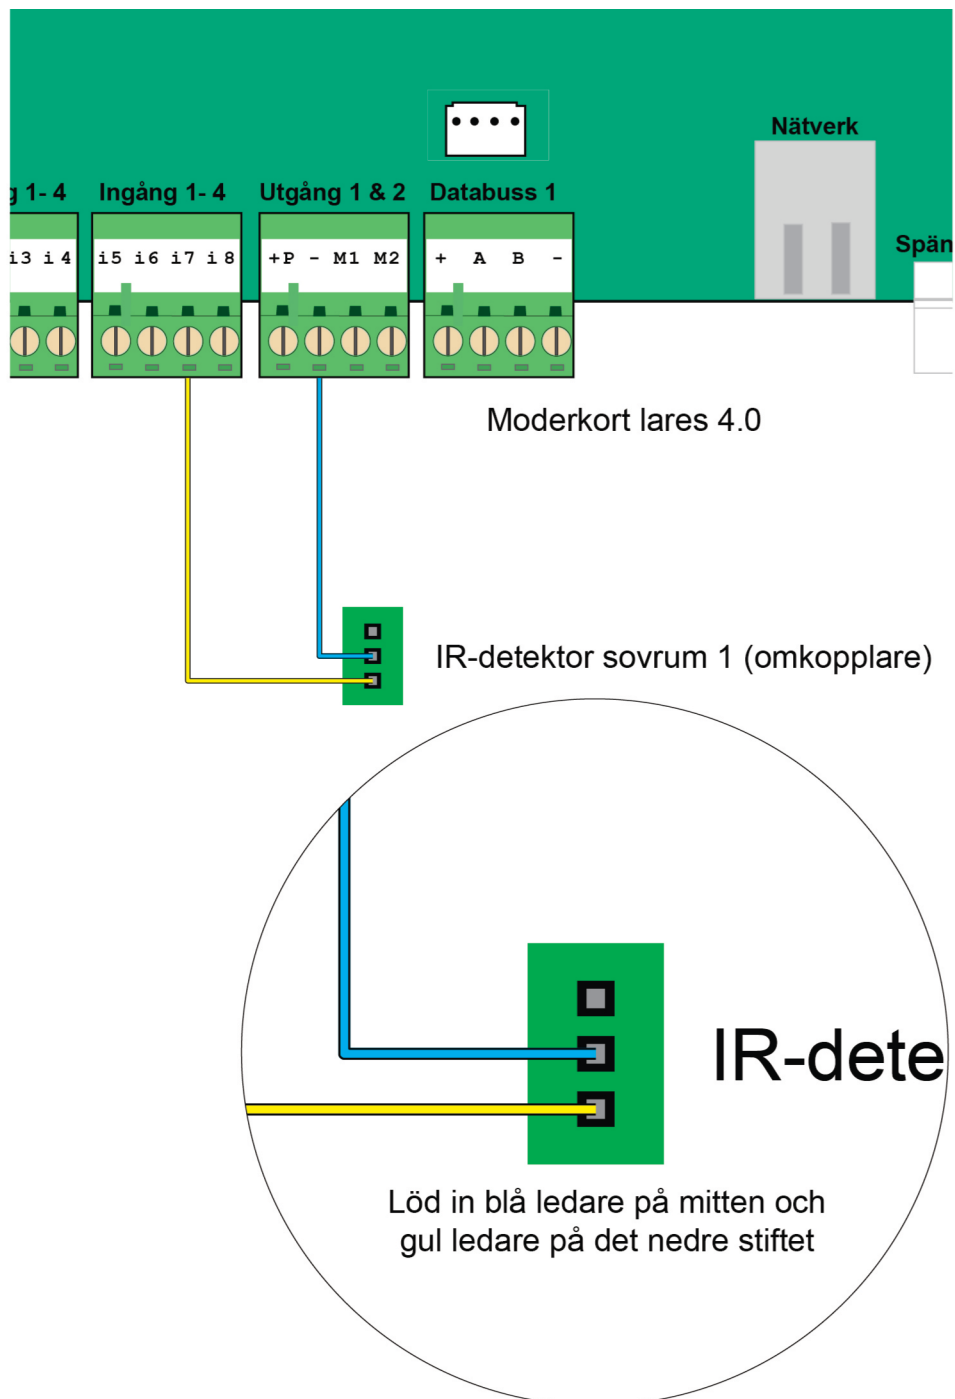 Nätverk
g 1- 4 Ingång 1- 4 Utgång 1 & 2 Databuss 1
i3 i4 i5 i6 i7 i8 +P - M1 M2 + A B -
Spän
Moderkort lares 4.0
IR-detektor sovrum 1 (omkopplare)
IR-dete
Löd in blå ledare på mitten och
gul ledare på det nedre stiftet